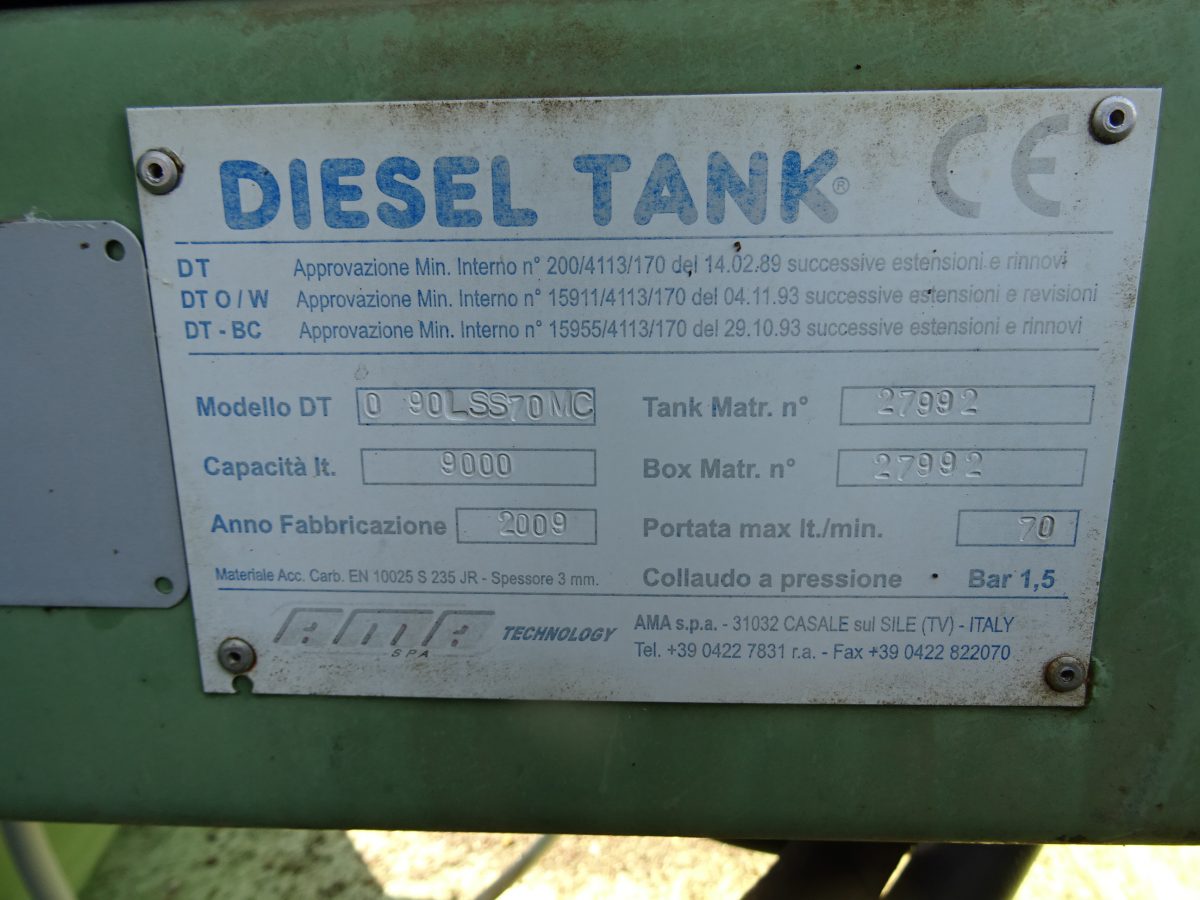 DIESEL TANK® CE
DT Approvazione Min. Interno n° 200/4113/170 del 14.02.89 successive estensioni e rinnovi
DT O / W Approvazione Min. Interno n° 15911/4113/170 del 04.11.93 successive estensioni e revisioni
DT - BC Approvazione Min. Interno n° 15955/4113/170 del 29.10.93 successive estensioni e rinnovi
Modello DT 0 90LSS70MC Tank Matr. n° 27992
Capacità lt. 9000 Box Matr. n° 27992
Anno Fabbricazione 2009 Portata max lt./min. 70
Materiale Acc. Carb. EN 10025 S 235 JR - Spessore 3 mm. Collaudo a pressione Bar 1,5
AMA SPA TECHNOLOGY AMA s.p.a. - 31032 CASALE sul SILE (TV) - ITALY
Tel. +39 0422 7831 r.a. - Fax +39 0422 822070